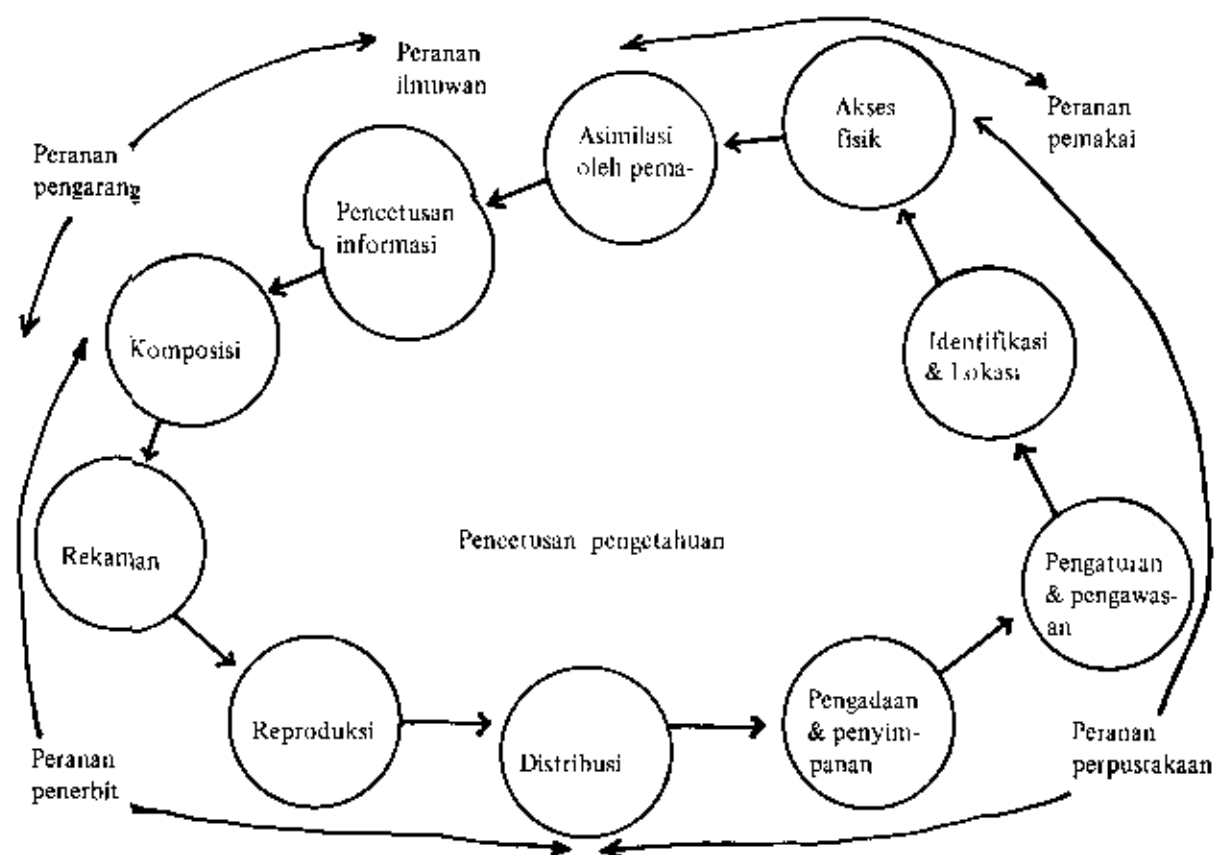 Peranan
ilmuwan
Peranan
pengarang
Peranan
pemakai
Akses
fisik
Asimilasi
oleh pema-
Pencetusan
informasi
Komposisi
Identifikasi
& Lokasi
Rekaman
Pencetusan pengetahuan
Pengaturan
& pengawas-
an
Reproduksi
Distribusi
Pengadaan
& penyim-
panan
Peranan
penerbit
Peranan
perpustakaan